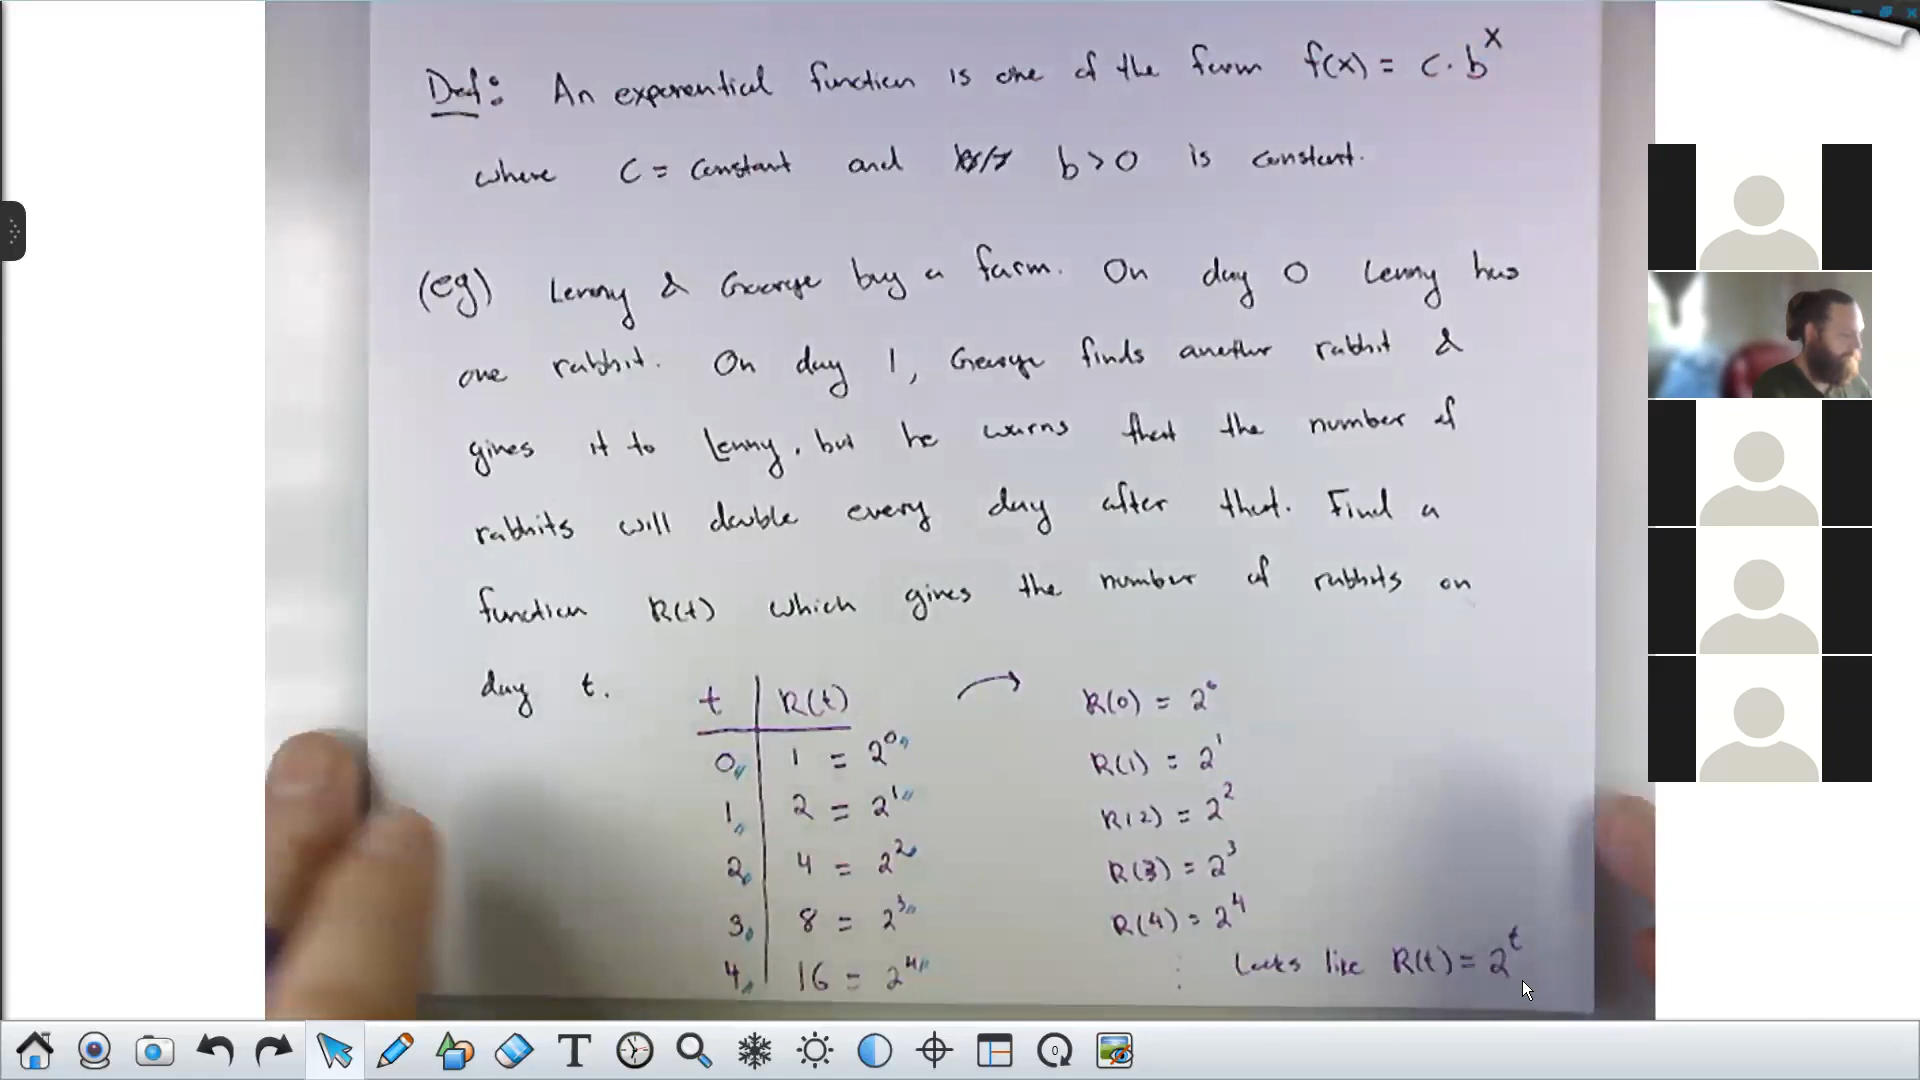 Def: An exponential function is one of the form f(x) = c · b^x
where c = constant and b > 0 is constant.
(eg) Lenny & George buy a farm. On day 0 Lenny has
one rabbit. On day 1, George finds another rabbit &
gives it to Lenny, but he warns that the number of
rabbits will double every day after that. Find a
function R(t) which gives the number of rabbits on
day t.
t | R(t)
0 | 1 = 2^0
1 | 2 = 2^1
2 | 4 = 2^2
3 | 8 = 2^3
4 | 16 = 2^4
R(0) = 2^0
R(1) = 2^1
R(2) = 2^2
R(3) = 2^3
R(4) = 2^4
⋮ Looks like R(t) = 2^t
T
0